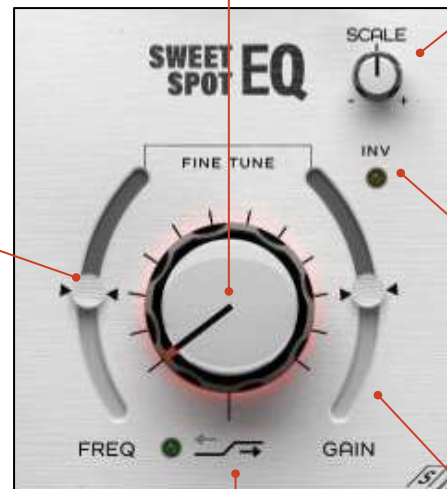 SCALE
SWEET
SPOT EQ
- +
INV
FINE TUNE
FREQ GAIN